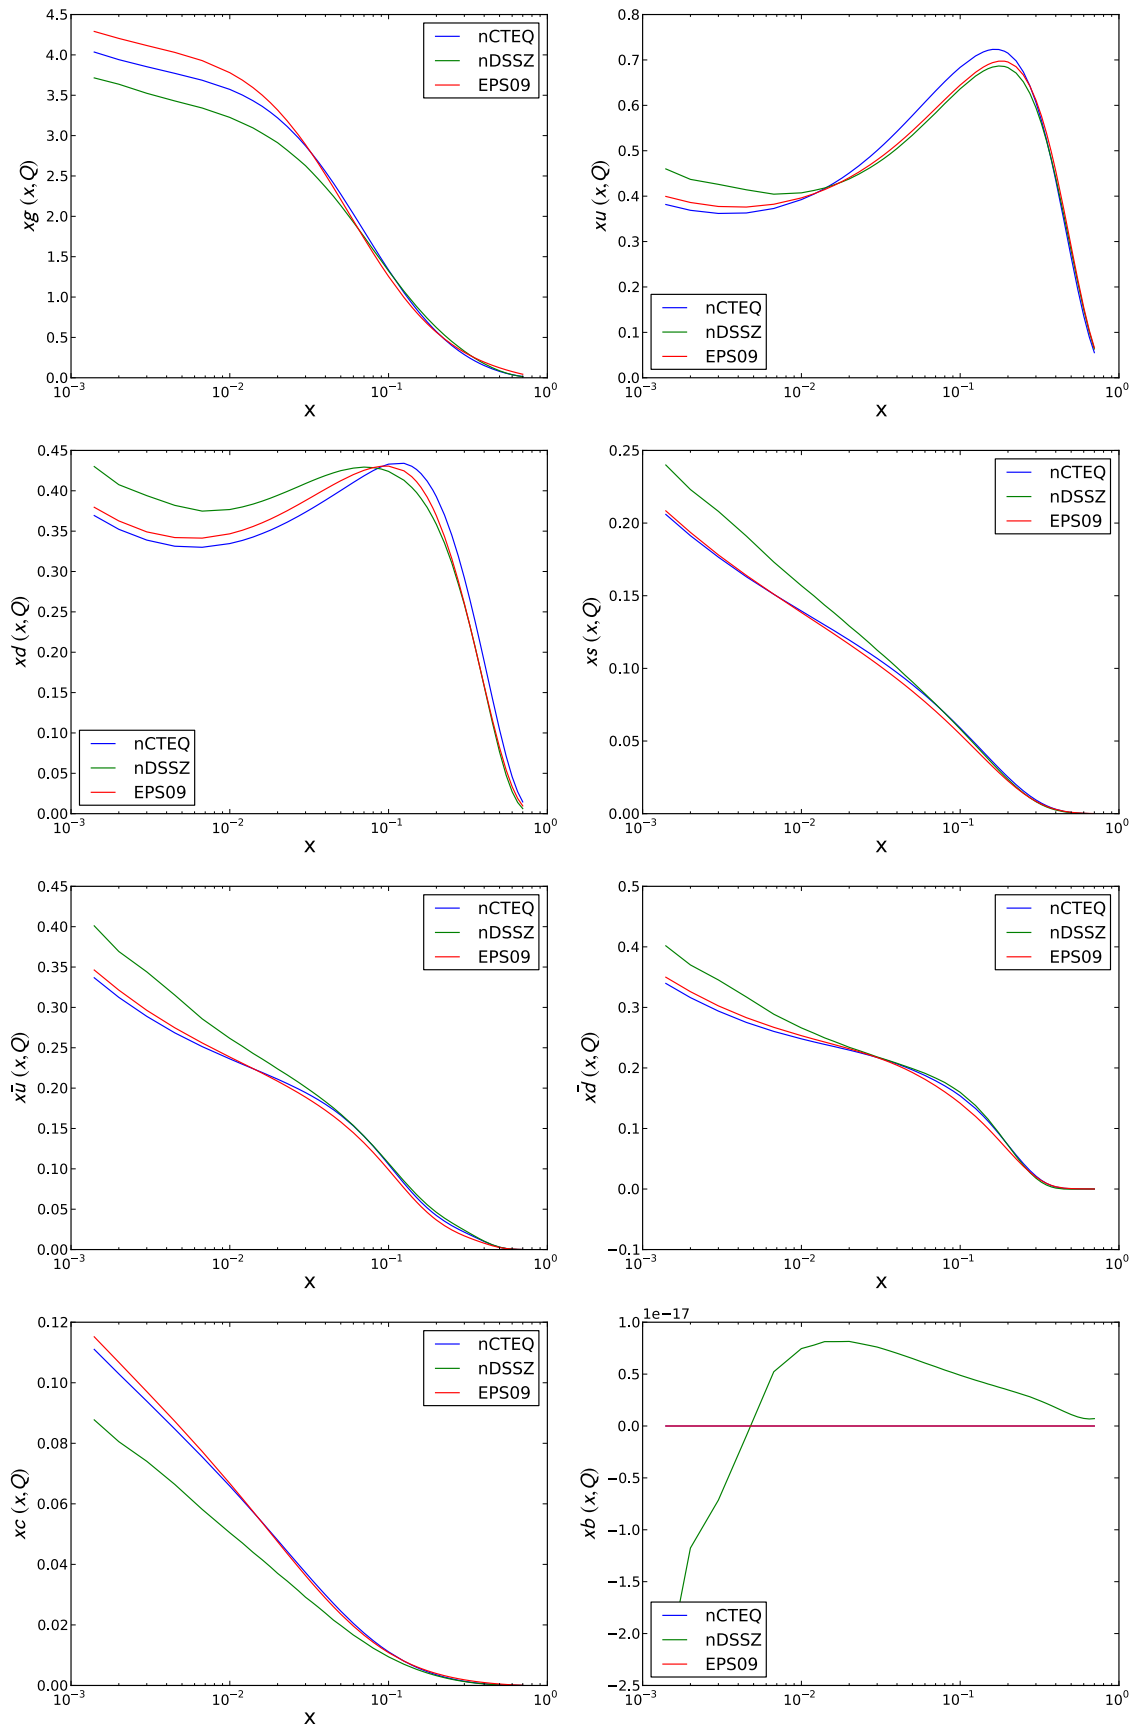 4.5
4.0
3.5
3.0
2.5
2.0
1.5
1.0
0.5
0.0
xg (x,Q)
nCTEQ
nDSSZ
EPS09
10⁻³ 10⁻² 10⁻¹ 10⁰
x
0.8
0.7
0.6
0.5
0.4
0.3
0.2
0.1
0.0
xu (x,Q)
nCTEQ
nDSSZ
EPS09
10⁻³ 10⁻² 10⁻¹ 10⁰
x
0.45
0.40
0.35
0.30
0.25
0.20
0.15
0.10
0.05
0.00
xd (x,Q)
nCTEQ
nDSSZ
EPS09
10⁻³ 10⁻² 10⁻¹ 10⁰
x
0.25
0.20
0.15
0.10
0.05
0.00
xs (x,Q)
nCTEQ
nDSSZ
EPS09
10⁻³ 10⁻² 10⁻¹ 10⁰
x
0.45
0.40
0.35
0.30
0.25
0.20
0.15
0.10
0.05
0.00
xū (x,Q)
nCTEQ
nDSSZ
EPS09
10⁻³ 10⁻² 10⁻¹ 10⁰
x
0.5
0.4
0.3
0.2
0.1
0.0
−0.1
xd̄ (x,Q)
nCTEQ
nDSSZ
EPS09
10⁻³ 10⁻² 10⁻¹ 10⁰
x
0.12
0.10
0.08
0.06
0.04
0.02
0.00
xc (x,Q)
nCTEQ
nDSSZ
EPS09
10⁻³ 10⁻² 10⁻¹ 10⁰
x
1e−17
1.0
0.5
0.0
−0.5
−1.0
−1.5
−2.0
−2.5
xb (x,Q)
nCTEQ
nDSSZ
EPS09
10⁻³ 10⁻² 10⁻¹ 10⁰
x